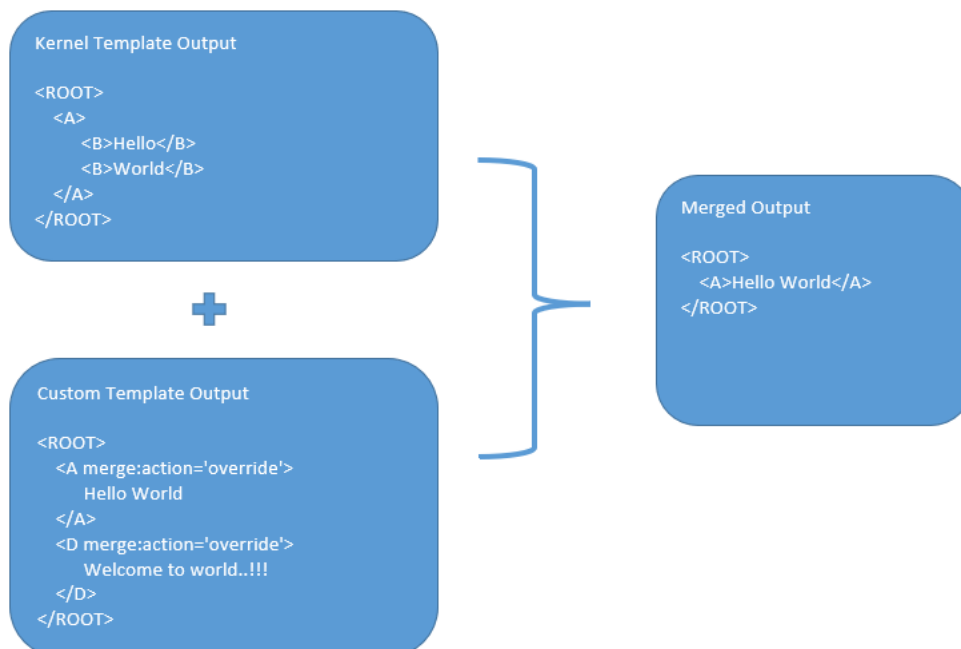 Kernel Template Output
<ROOT>
<A>
<B>Hello</B>
<B>World</B>
</A>
</ROOT>
Custom Template Output
<ROOT>
<A merge:action='override'>
Hello World
</A>
<D merge:action='override'>
Welcome to world..!!!
</D>
</ROOT>
Merged Output
<ROOT>
<A>Hello World</A>
</ROOT>